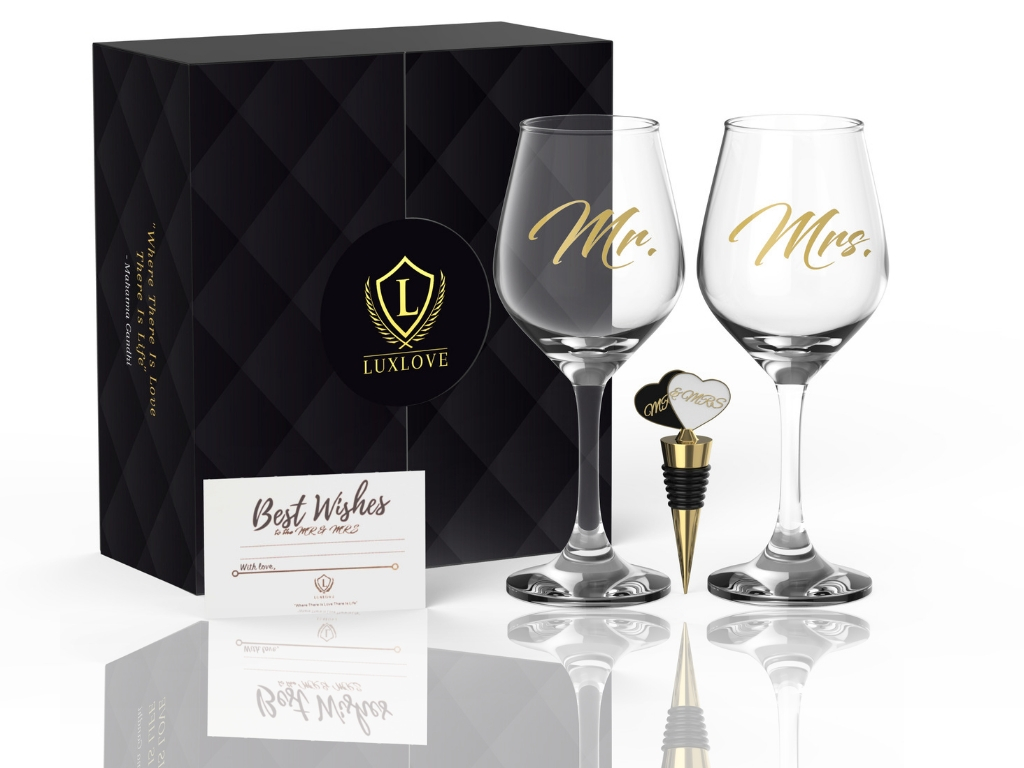 "Where There Is Love
There Is Life"
- Mahatma Gandhi
L
LUXLOVE
Mr.
Mrs.
MR & MRS
Best Wishes
to the MR & MRS
With love,
L
LUXLOVE
"Where There Is Love There Is Life"